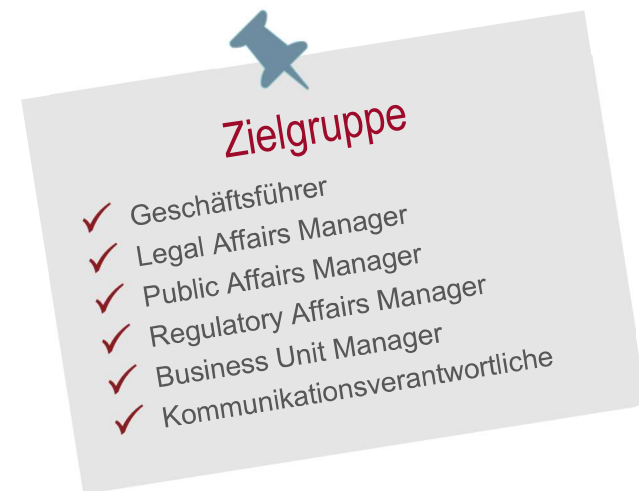 Zielgruppe
Geschäftsführer
Legal Affairs Manager
Public Affairs Manager
Regulatory Affairs Manager
Business Unit Manager
Kommunikationsverantwortliche